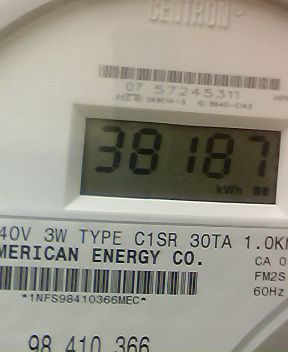 CENTRON®
07 57245311
38187
kWh
40V 3W TYPE C1SR 30TA 1.0K
MERICAN ENERGY CO.
CA 0
FM2S
60Hz
*1NFS98410366MEC*
98 410 366